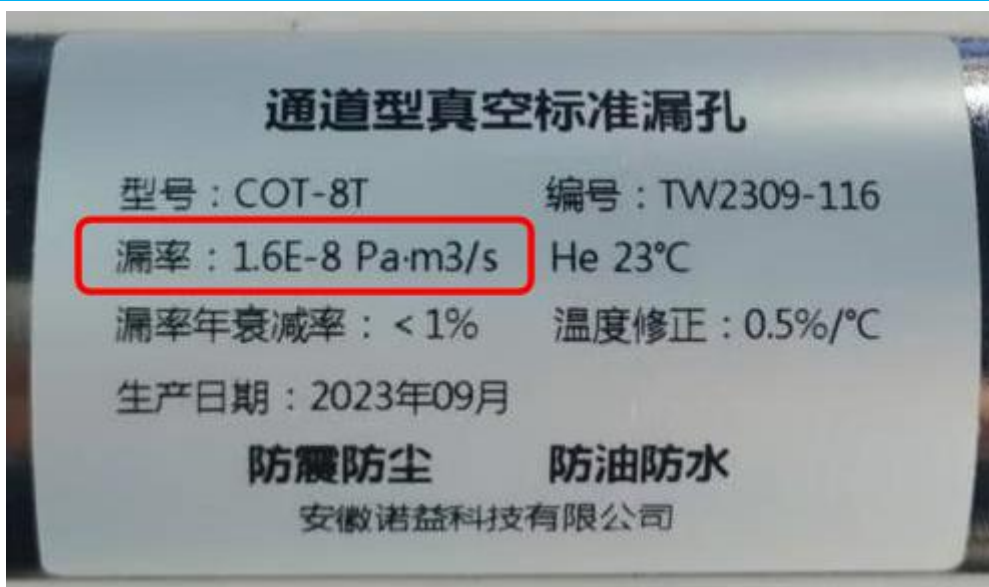 通道型真空标准漏孔
型号：COT-8T 编号：TW2309-116
漏率：1.6E-8 Pa·m3/s He 23℃
漏率年衰减率：<1% 温度修正：0.5%/℃
生产日期：2023年09月
防震防尘 防油防水
安徽诺益科技有限公司